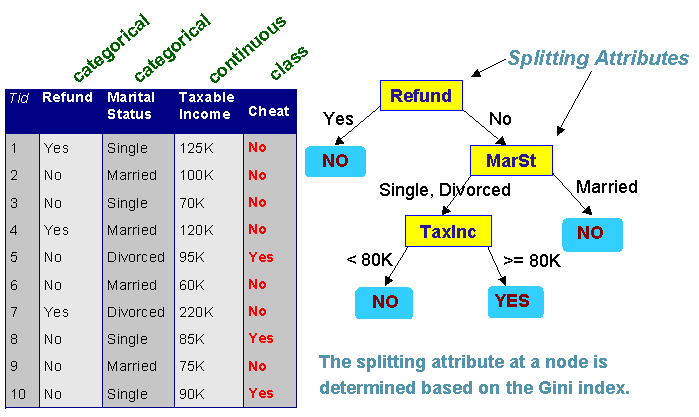 categorical
categorical
continuous
class
Tid Refund Marital Status Taxable Income Cheat
1 Yes Single 125K No
2 No Married 100K No
3 No Single 70K No
4 Yes Married 120K No
5 No Divorced 95K Yes
6 No Married 60K No
7 Yes Divorced 220K No
8 No Single 85K Yes
9 No Married 75K No
10 No Single 90K Yes
Splitting Attributes
Refund
Yes
No
NO
MarSt
Single, Divorced
Married
TaxInc
NO
< 80K
>= 80K
NO
YES
The splitting attribute at a node is
determined based on the Gini index.